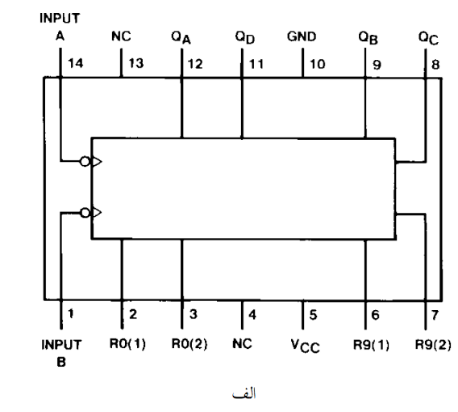 INPUT
A NC QA QD GND QB QC
14 13 12 11 10 9 8
1 2 3 4 5 6 7
INPUT R0(1) R0(2) NC VCC R9(1) R9(2)
B
الف